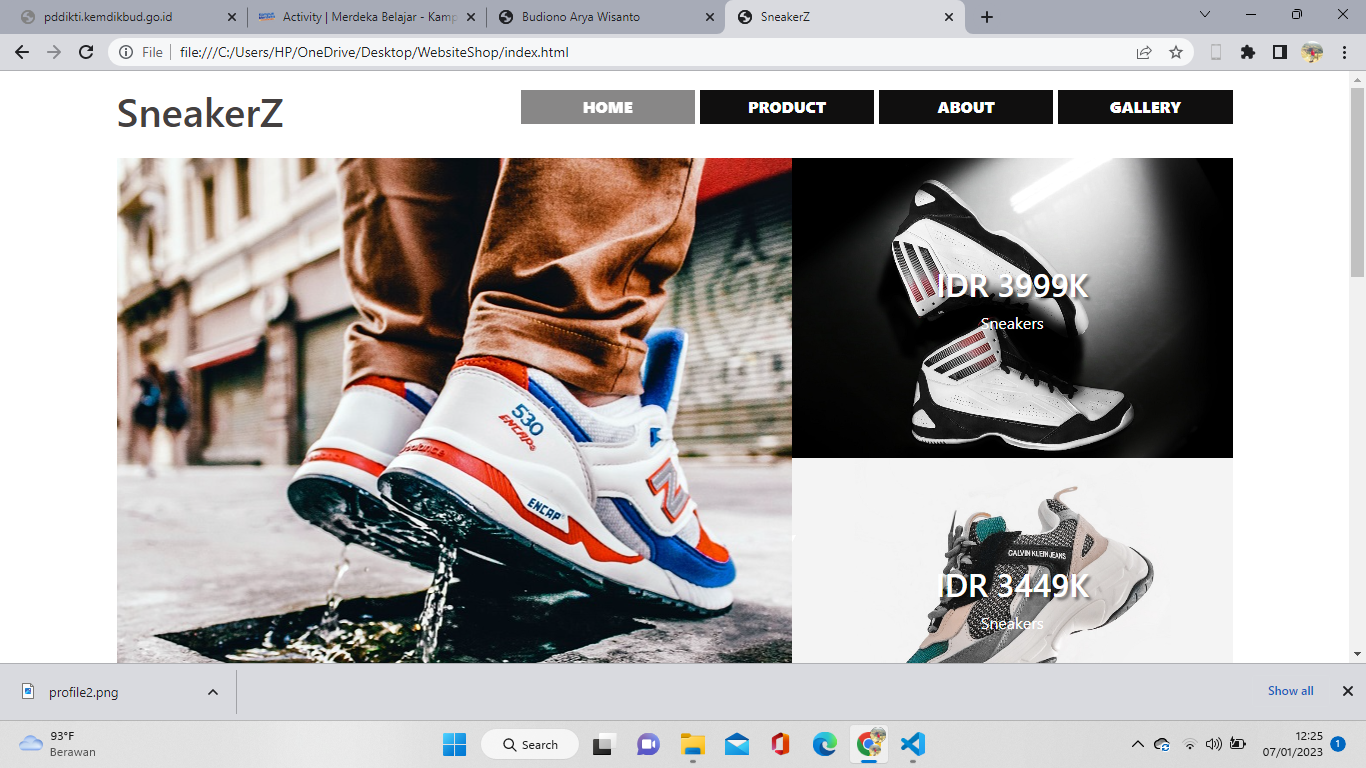 pddikti.kemdikbud.go.id
Activity | Merdeka Belajar - Kamp
Budiono Arya Wisanto
SneakerZ
File
file:///C:/Users/HP/OneDrive/Desktop/WebsiteShop/index.html
SneakerZ
HOME
PRODUCT
ABOUT
GALLERY
530
ENCAP
ENCAP
IDR 3999K
Sneakers
CALVIN KLEIN JEANS
IDR 3449K
Sneakers
profile2.png
Show all
93°F
Berawan
Search
12:25
07/01/2023
1